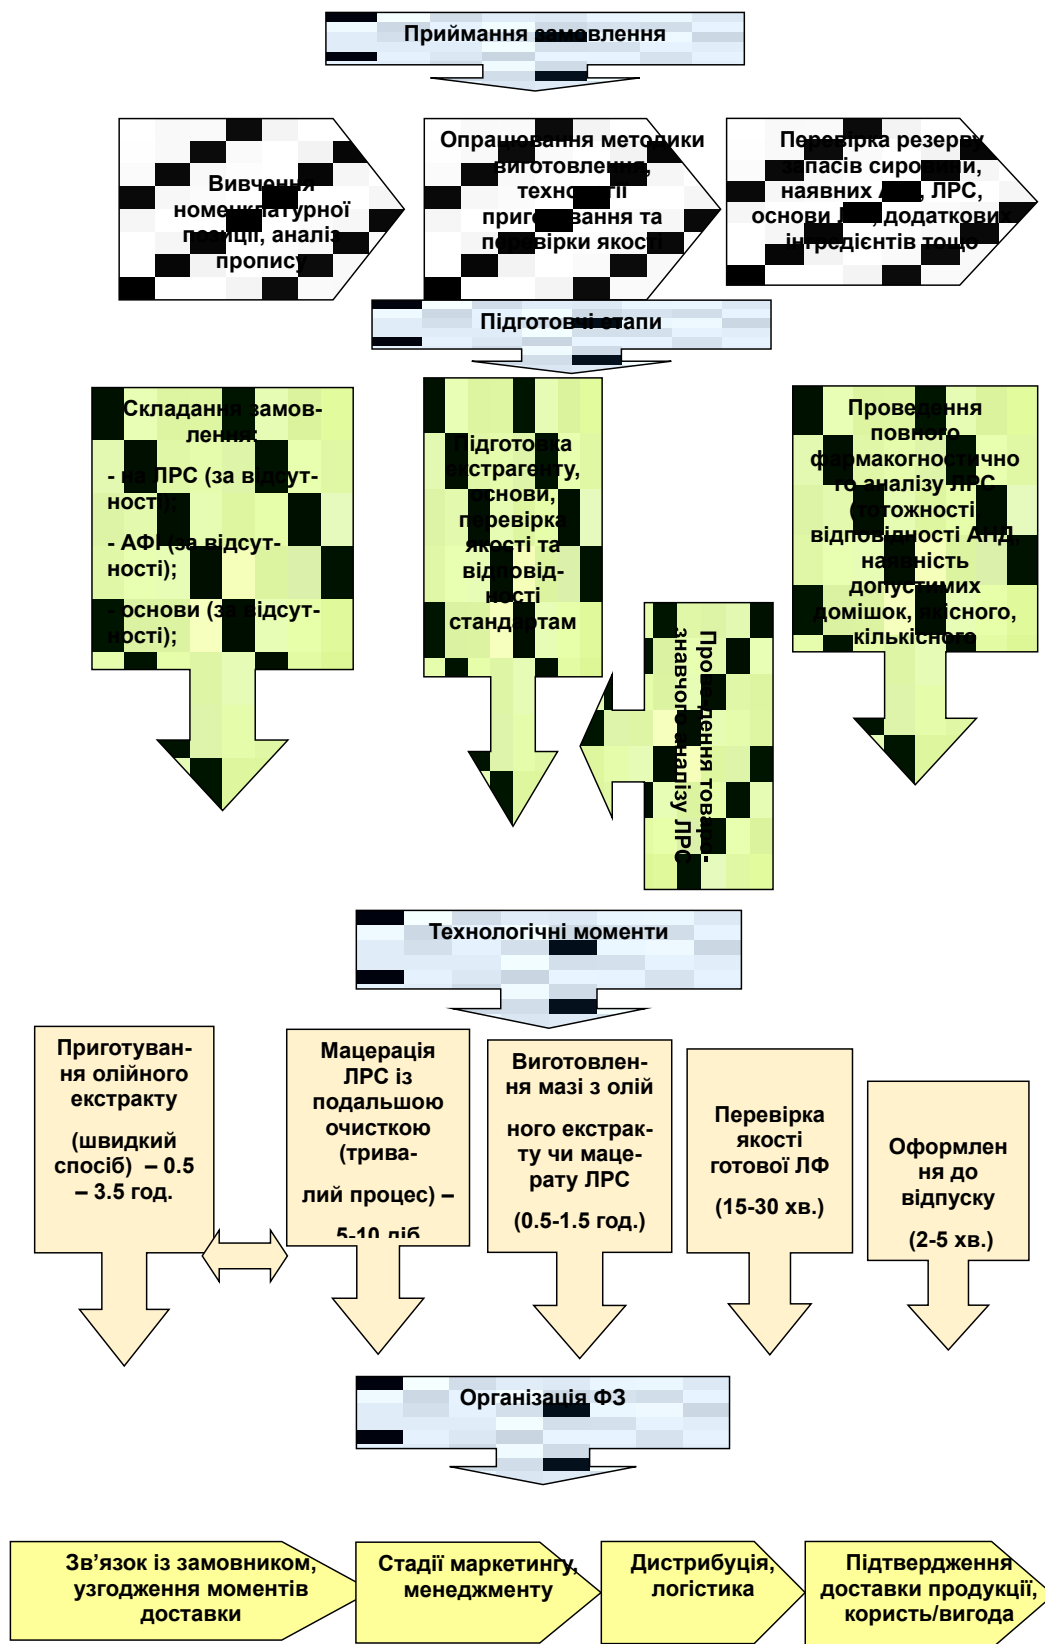 Приймання замовлення
Вивчення
номенклатурної
позиції, аналіз
пропису
Опрацювання методики
виготовлення,
технології
приготування та
перевірки якості
Перевірка резерву
запасів сировини,
наявних ЛРС,
основи додаткових
інгредієнтів тощо
Підготовчі етапи
Складання замов-
лення:
- на ЛРС (за відсут-
ності);
- АФІ (за відсут-
ності);
- основи (за відсут-
ності);
Підготовка
екстрагенту,
основи,
перевірка
якості та
відповід-
ності
стандартам
Проведення товаро-
знавчого аналізу ЛРС
Проведення
повного
фармакогностично
го аналізу ЛРС
(тотожності
відповідності АНД,
наявність
допустимих
домішок, якісного,
кількісного
Технологічні моменти
Приготуван-
ня олійного
екстракту
(швидкий
спосіб) – 0.5
– 3.5 год.
Мацерація
ЛРС із
подальшою
очисткою
(трива-
лий процес) –
5-10 діб
Виготовлен-
ня мазі з олій
ного екстрак-
ту чи маце-
рату ЛРС
(0.5-1.5 год.)
Перевірка
якості
готової ЛФ
(15-30 хв.)
Оформлен
ня до
відпуску
(2-5 хв.)
Організація ФЗ
Зв’язок із замовником,
узгодження моментів
доставки
Стадії маркетингу,
менеджменту
Дистрибуція,
логістика
Підтвердження
доставки продукції,
користь/вигода